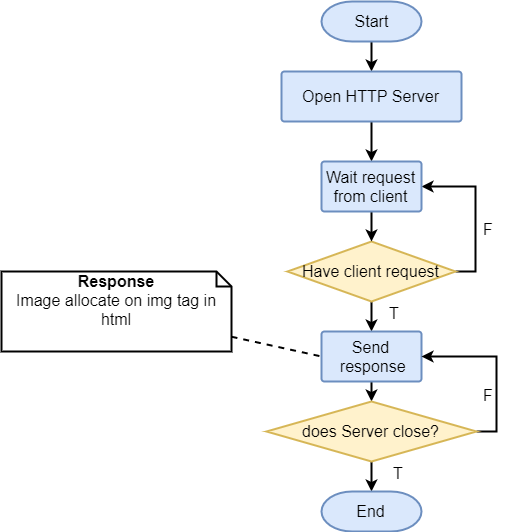 Start
Open HTTP Server
Wait request
from client
F
Have client request
Response
Image allocate on img tag in
html
T
Send
response
F
does Server close?
T
End